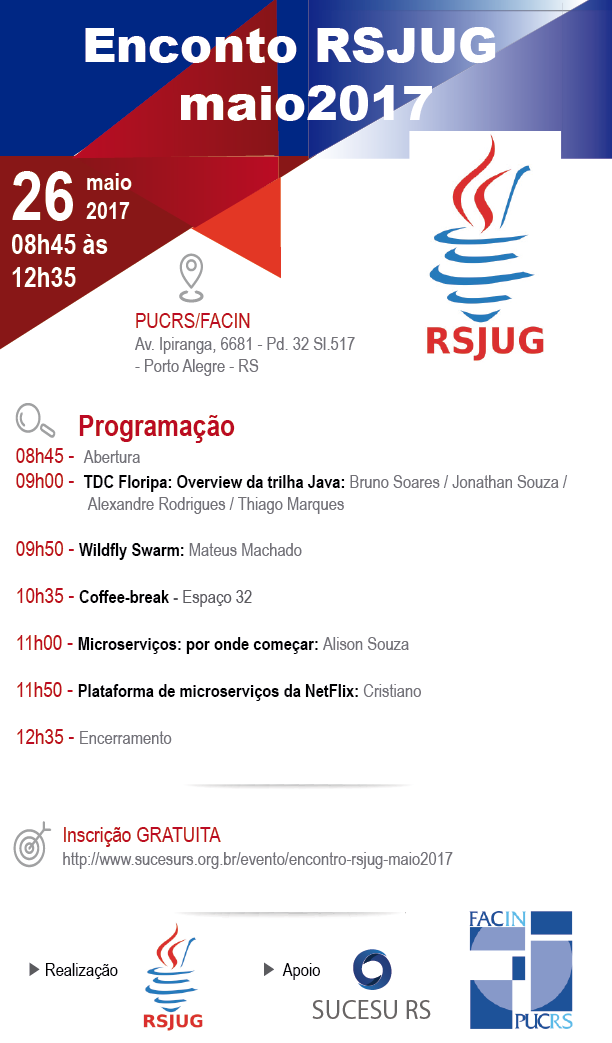 Enconto RSJUG
maio2017
26 maio
2017
08h45 às
12h35
RSJUG
PUCRS/FACIN
Av. Ipiranga, 6681 - Pd. 32 Sl.517
- Porto Alegre - RS
Programação
08h45 - Abertura
09h00 - TDC Floripa: Overview da trilha Java: Bruno Soares / Jonathan Souza /
Alexandre Rodrigues / Thiago Marques
09h50 - Wildfly Swarm: Mateus Machado
10h35 - Coffee-break - Espaço 32
11h00 - Microserviços: por onde começar: Alison Souza
11h50 - Plataforma de microserviços da NetFlix: Cristiano
12h35 - Encerramento
Inscrição GRATUITA
http://www.sucesurs.org.br/evento/encontro-rsjug-maio2017
Realização
RSJUG
Apoio
SUCESU RS
FACIN
PUCRS